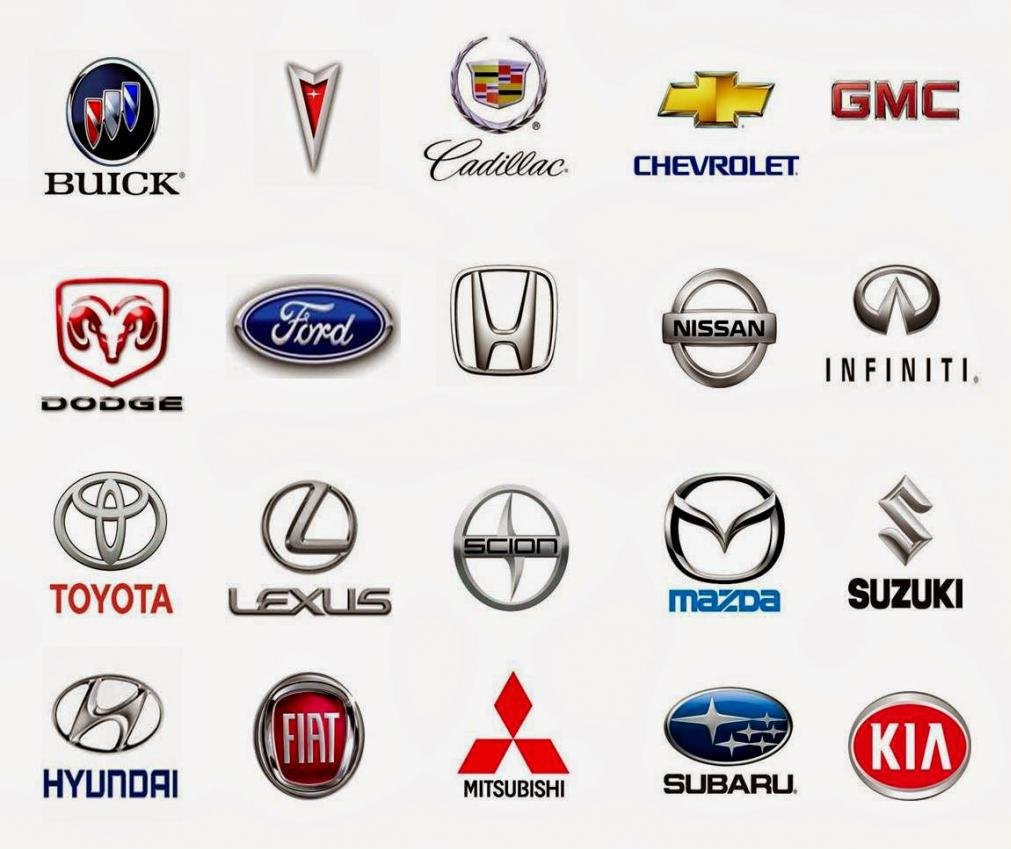 BUICK®
Cadillac®
CHEVROLET
GMC
DODGE
Ford
NISSAN
INFINITI®
TOYOTA
LEXUS
SCION
mazda
SUZUKI
HYUNDAI
FIAT
MITSUBISHI
SUBARU®
KIA